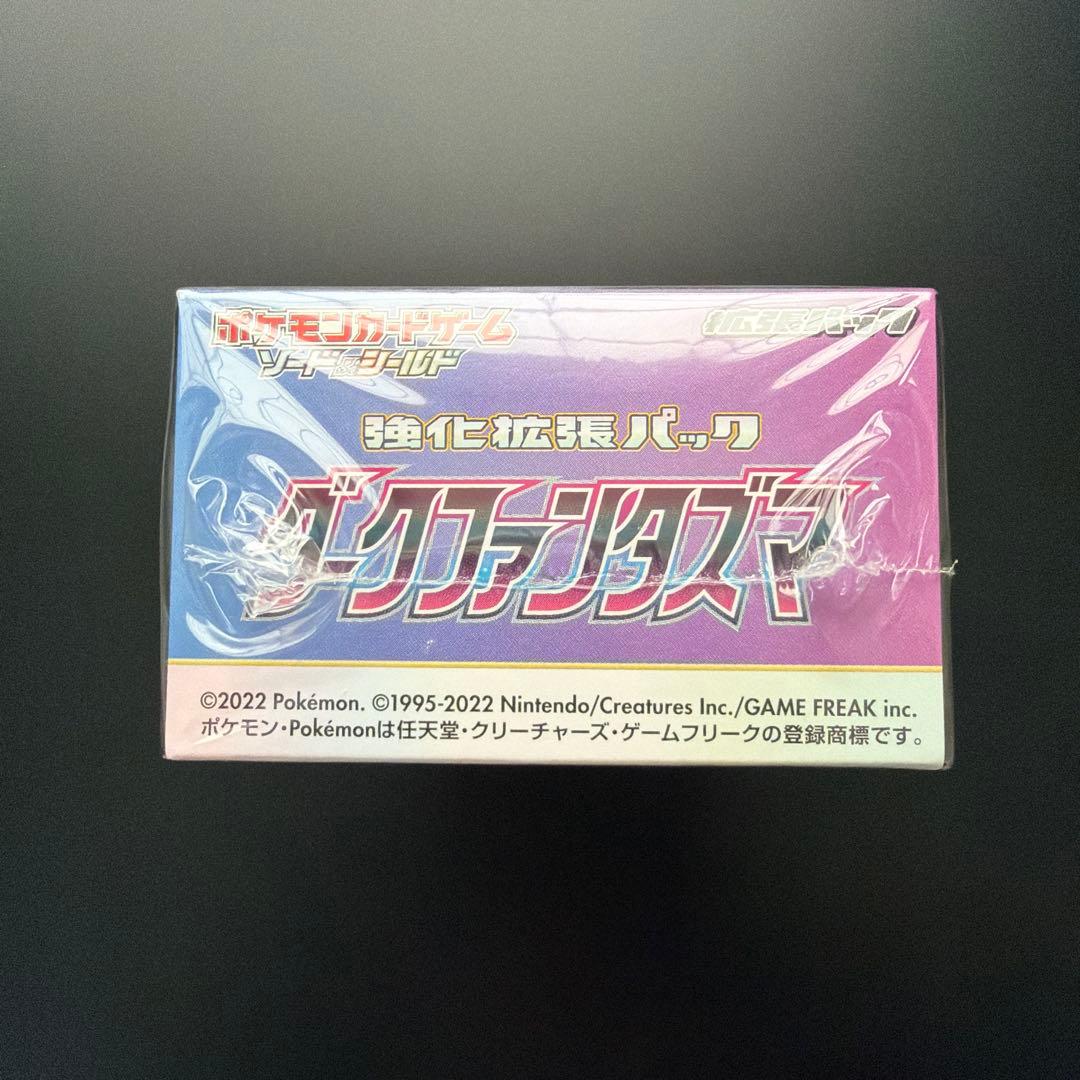 ポケモンカードゲーム
ソード&シールド
拡張パック
強化拡張パック
ダークファンタズマ
©2022 Pokémon. ©1995-2022 Nintendo/Creatures Inc./GAME FREAK inc.
ポケモン・Pokémonは任天堂・クリーチャーズ・ゲームフリークの登録商標です。